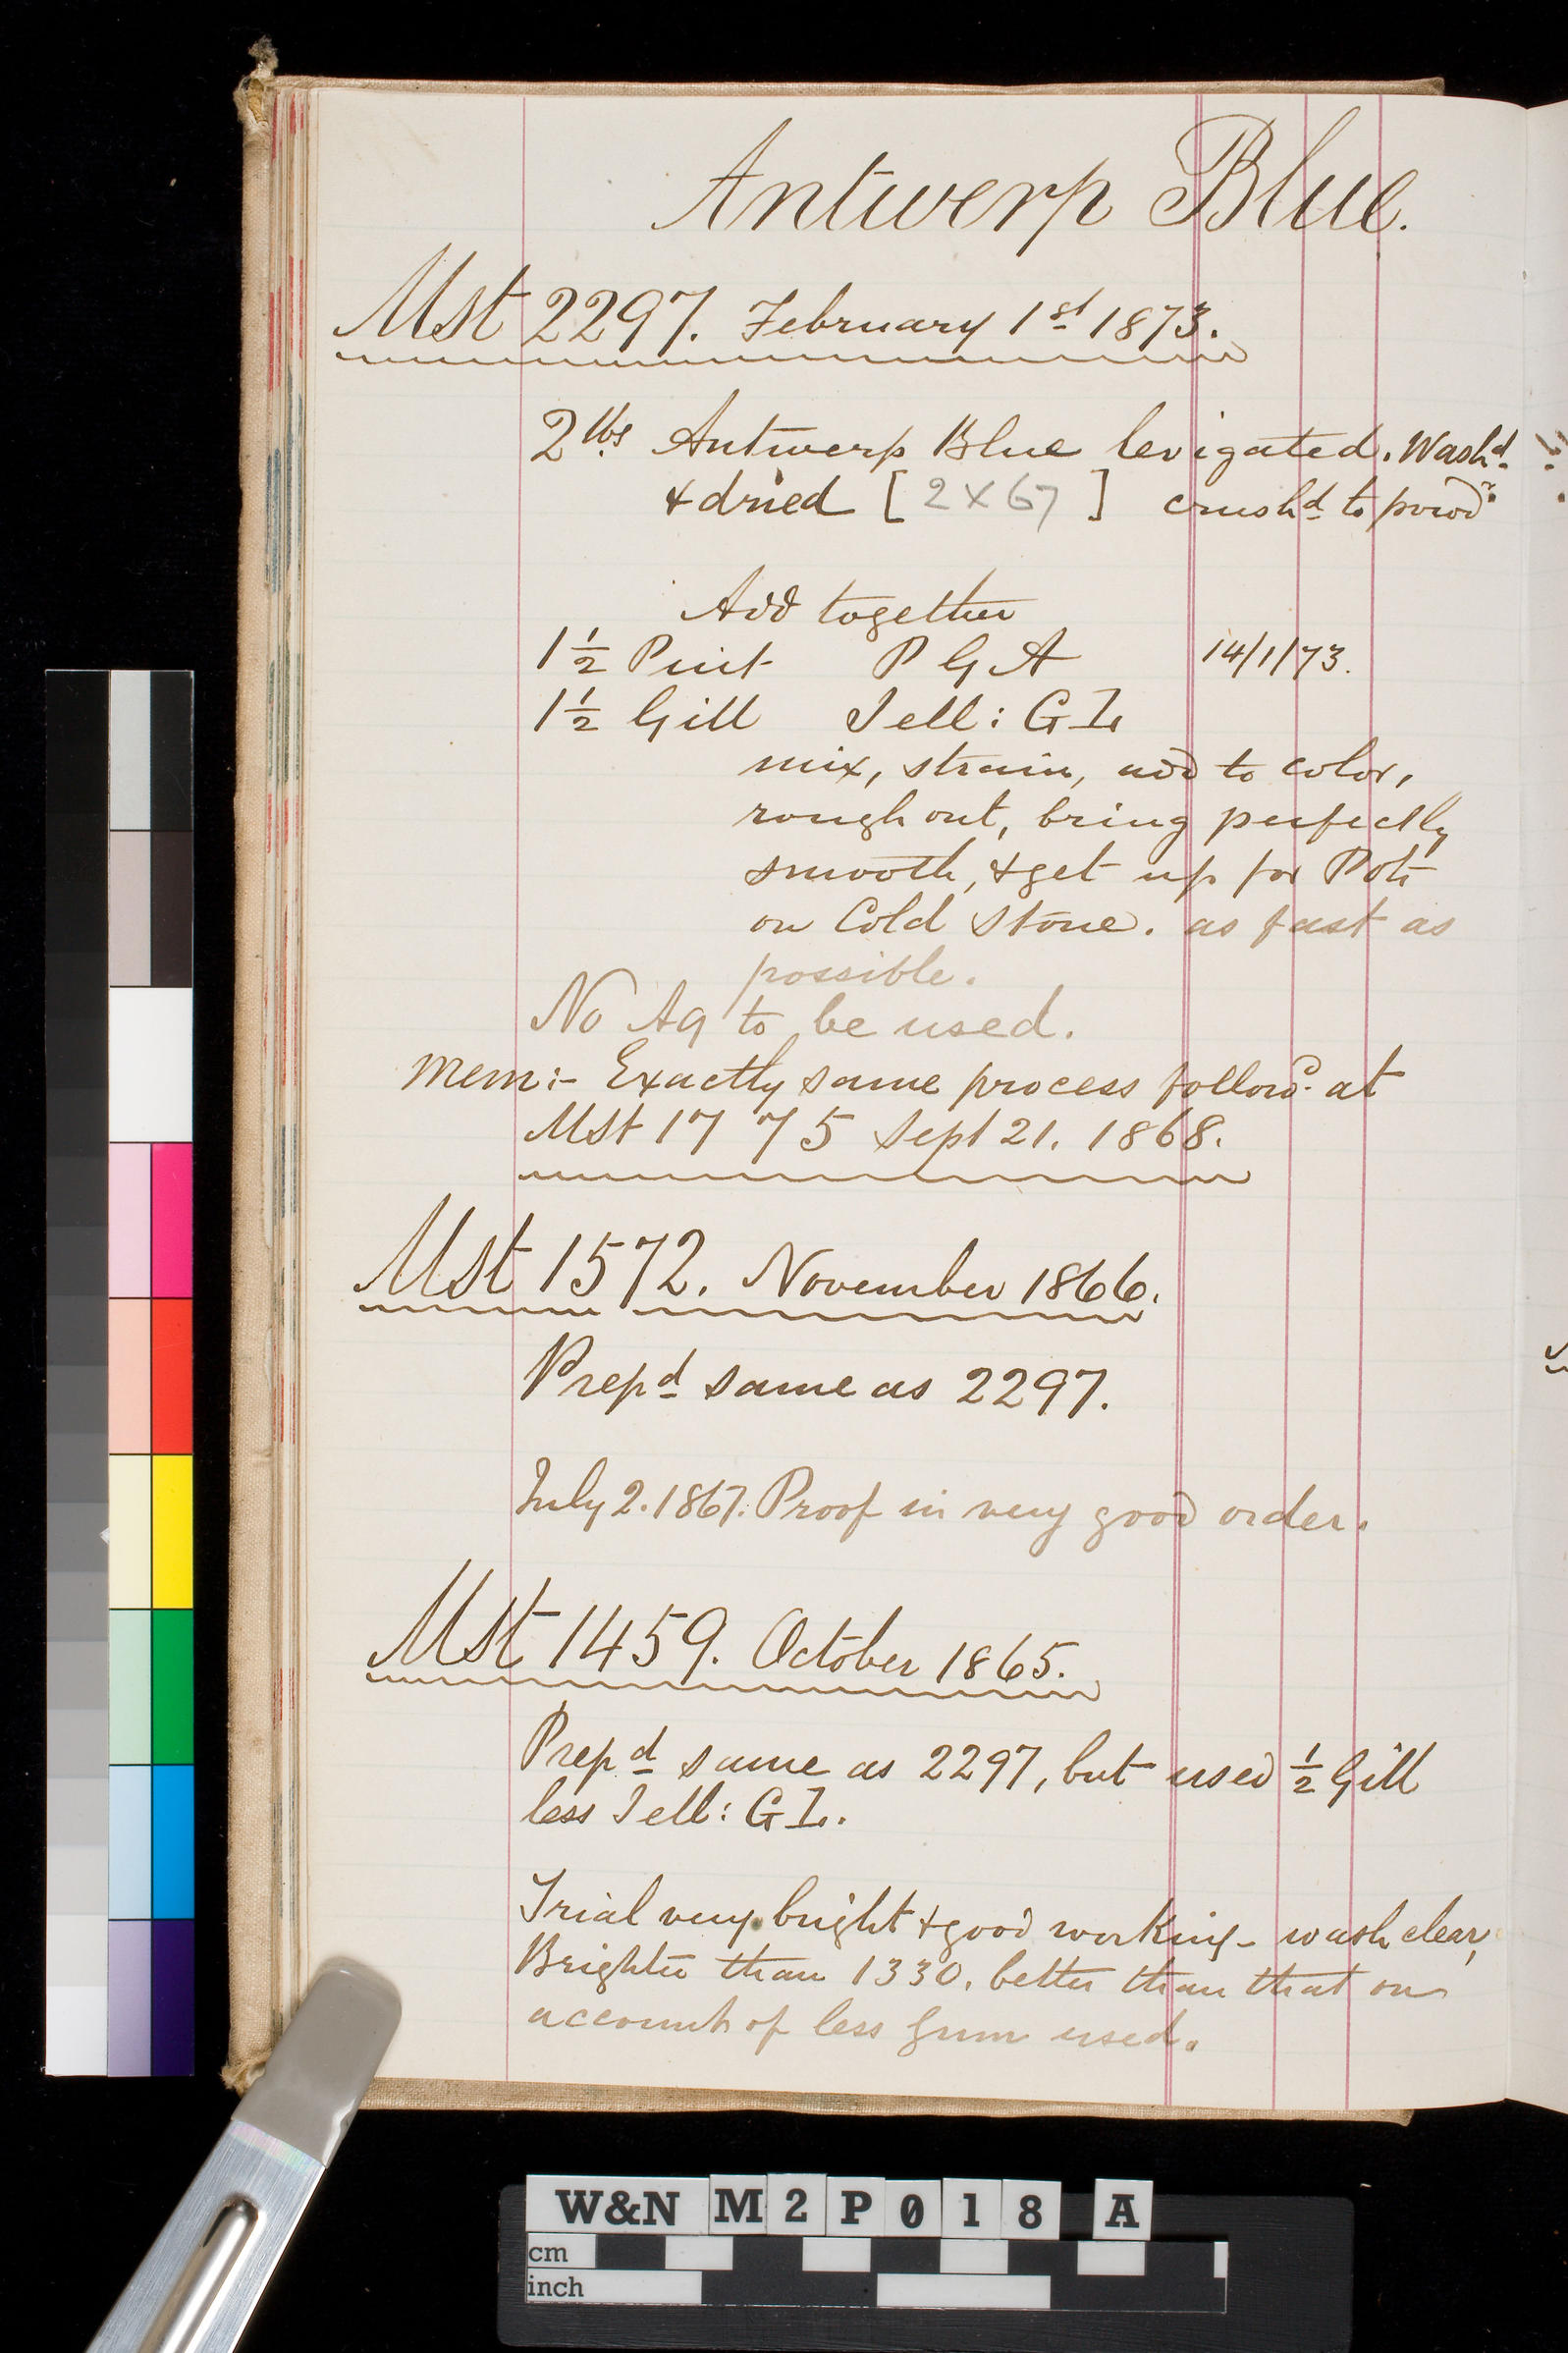 Antwerp Blue.
Mst 2297. February 1st 1873.
2lbs Antwerp Blue levigated. Washd.
& dried [ 2 X 67 ] crushd to powdr.
Add together
1½ Pint P G A 14/1/73.
1½ Gill Jell: G I.
mix, strain, add to color,
rough out, bring perfectly
smooth, & get up for Pots
on Cold Stone. as fast as
possible.
No Aq to be used.
Mem:- Exactly same process followd. at
Mst 1775 Sept 21. 1868.
Mst 1572. November 1866.
Prepd same as 2297.
July 2. 1867. Proof in very good order.
Mst 1459. October 1865.
Prepd same as 2297, but used ½ Gill
less Jell: G I.
Trial very bright & good working - wash clear,
Brighter than 1330, better than that on
account of less Gum used.
W&N M2P018 A
cm
inch